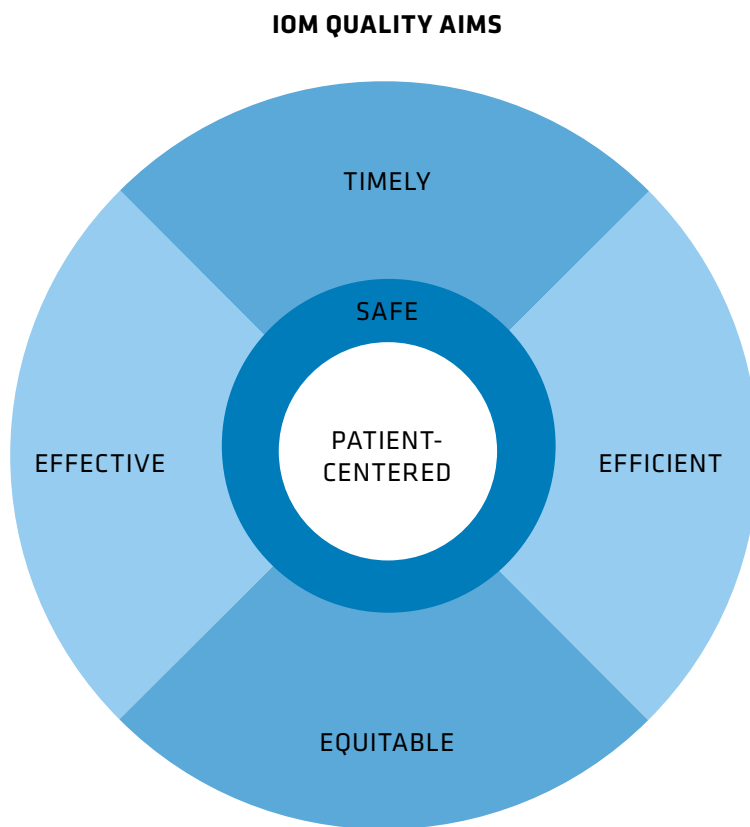 IOM QUALITY AIMS
TIMELY
SAFE
PATIENT-
CENTERED
EFFECTIVE
EFFICIENT
EQUITABLE